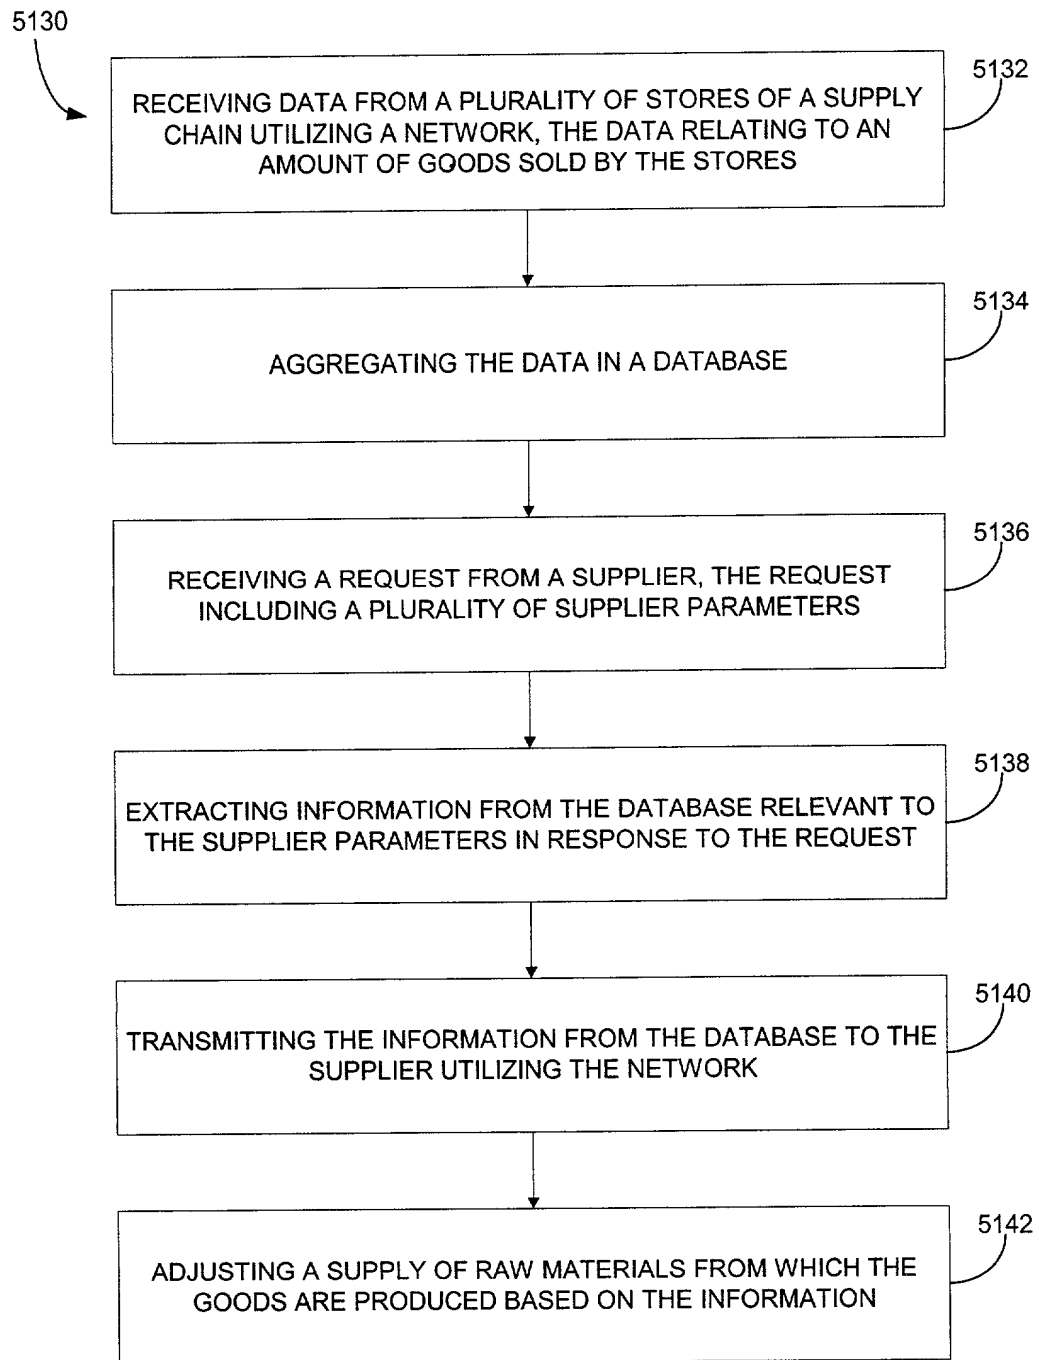 5130
5132
RECEIVING DATA FROM A PLURALITY OF STORES OF A SUPPLY
CHAIN UTILIZING A NETWORK, THE DATA RELATING TO AN
AMOUNT OF GOODS SOLD BY THE STORES
5134
AGGREGATING THE DATA IN A DATABASE
5136
RECEIVING A REQUEST FROM A SUPPLIER, THE REQUEST
INCLUDING A PLURALITY OF SUPPLIER PARAMETERS
5138
EXTRACTING INFORMATION FROM THE DATABASE RELEVANT TO
THE SUPPLIER PARAMETERS IN RESPONSE TO THE REQUEST
5140
TRANSMITTING THE INFORMATION FROM THE DATABASE TO THE
SUPPLIER UTILIZING THE NETWORK
5142
ADJUSTING A SUPPLY OF RAW MATERIALS FROM WHICH THE
GOODS ARE PRODUCED BASED ON THE INFORMATION